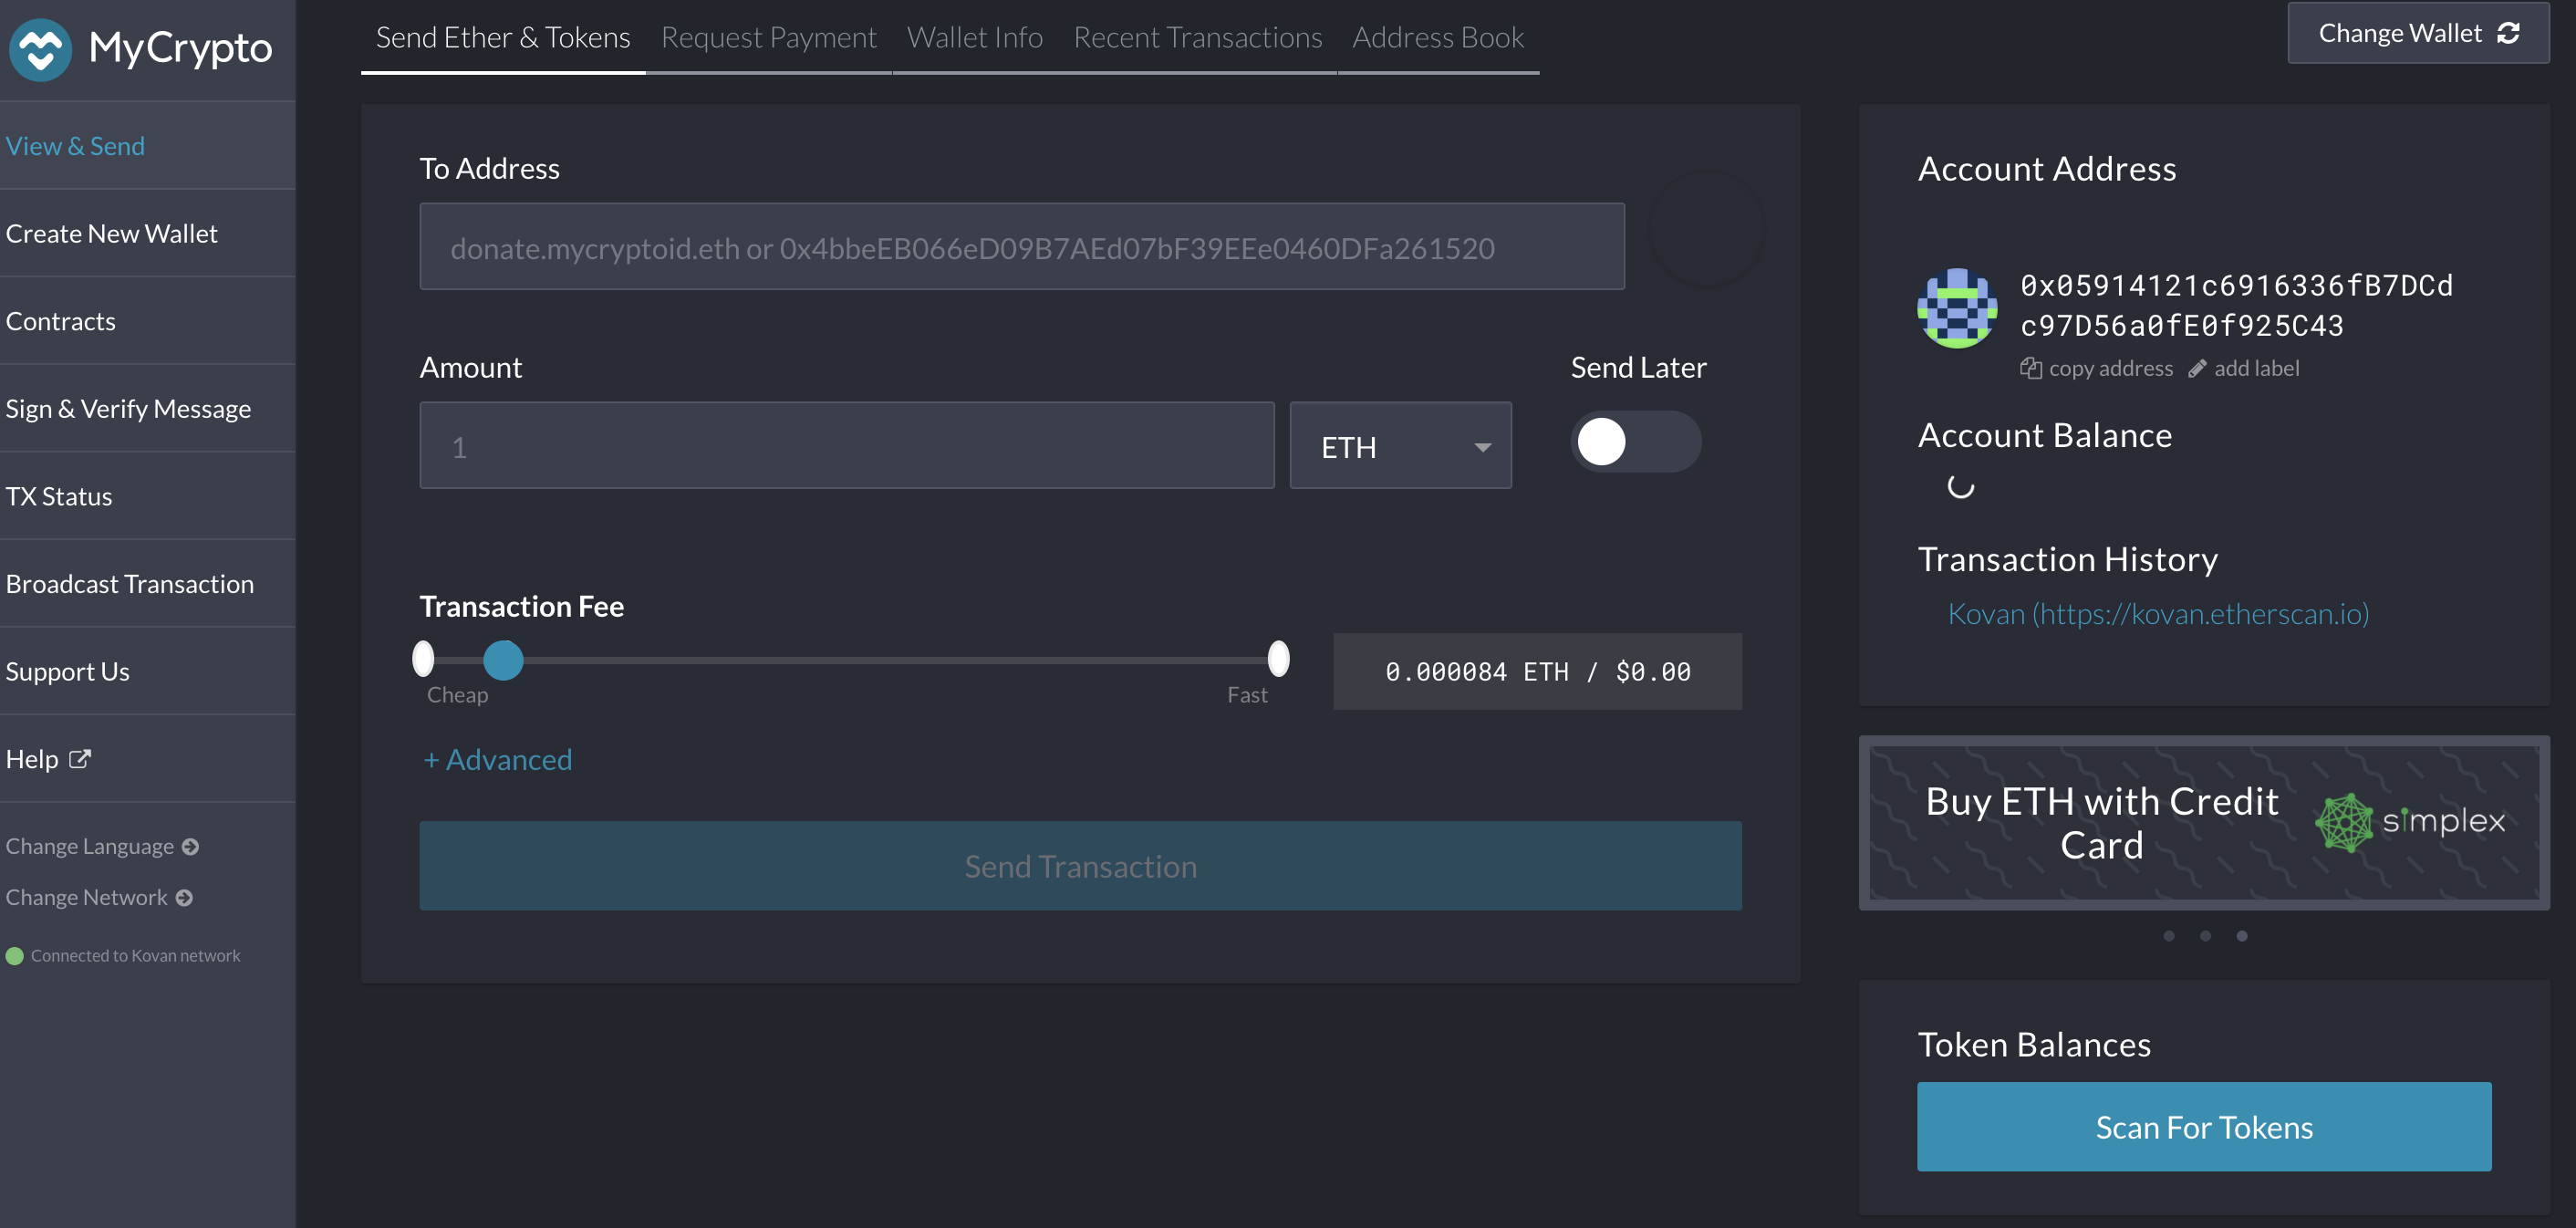 MyCrypto
View & Send
Create New Wallet
Contracts
Sign & Verify Message
TX Status
Broadcast Transaction
Support Us
Help
Change Language
Change Network
Connected to Kovan network
Send Ether & Tokens Request Payment Wallet Info Recent Transactions Address Book
Change Wallet
To Address
donate.mycryptoid.eth or 0x4bbeEB066eD09B7AEd07bF39EEe0460DFa261520
Amount
Send Later
1
ETH
Transaction Fee
Cheap
Fast
0.000084 ETH / $0.00
+ Advanced
Send Transaction
Account Address
0x05914121c6916336fB7DCd
c97D56a0fE0f925C43
copy address add label
Account Balance
Transaction History
Kovan (https://kovan.etherscan.io)
Buy ETH with Credit
Card
simplex
Token Balances
Scan For Tokens